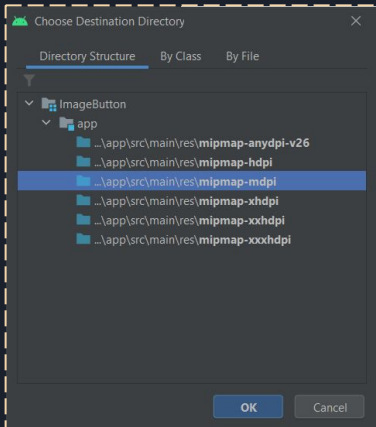 Choose Destination Directory
Directory Structure By Class By File
ImageButton
app
...\app\src\main\res\mipmap-anydpi-v26
...\app\src\main\res\mipmap-hdpi
...\app\src\main\res\mipmap-mdpi
...\app\src\main\res\mipmap-xhdpi
...\app\src\main\res\mipmap-xxhdpi
...\app\src\main\res\mipmap-xxxhdpi
OK Cancel